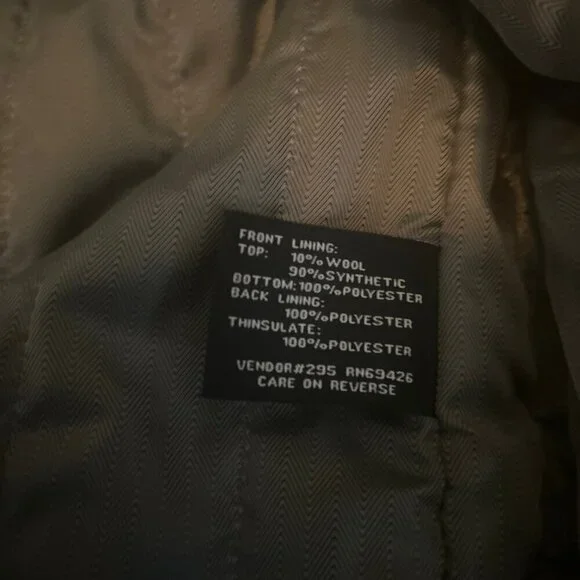 FRONT LINING:
TOP: 10% WOOL
90% SYNTHETIC
BOTTOM: 100% POLYESTER
BACK LINING:
100% POLYESTER
THINSULATE:
100% POLYESTER
VENDOR#295 RN69426
CARE ON REVERSE